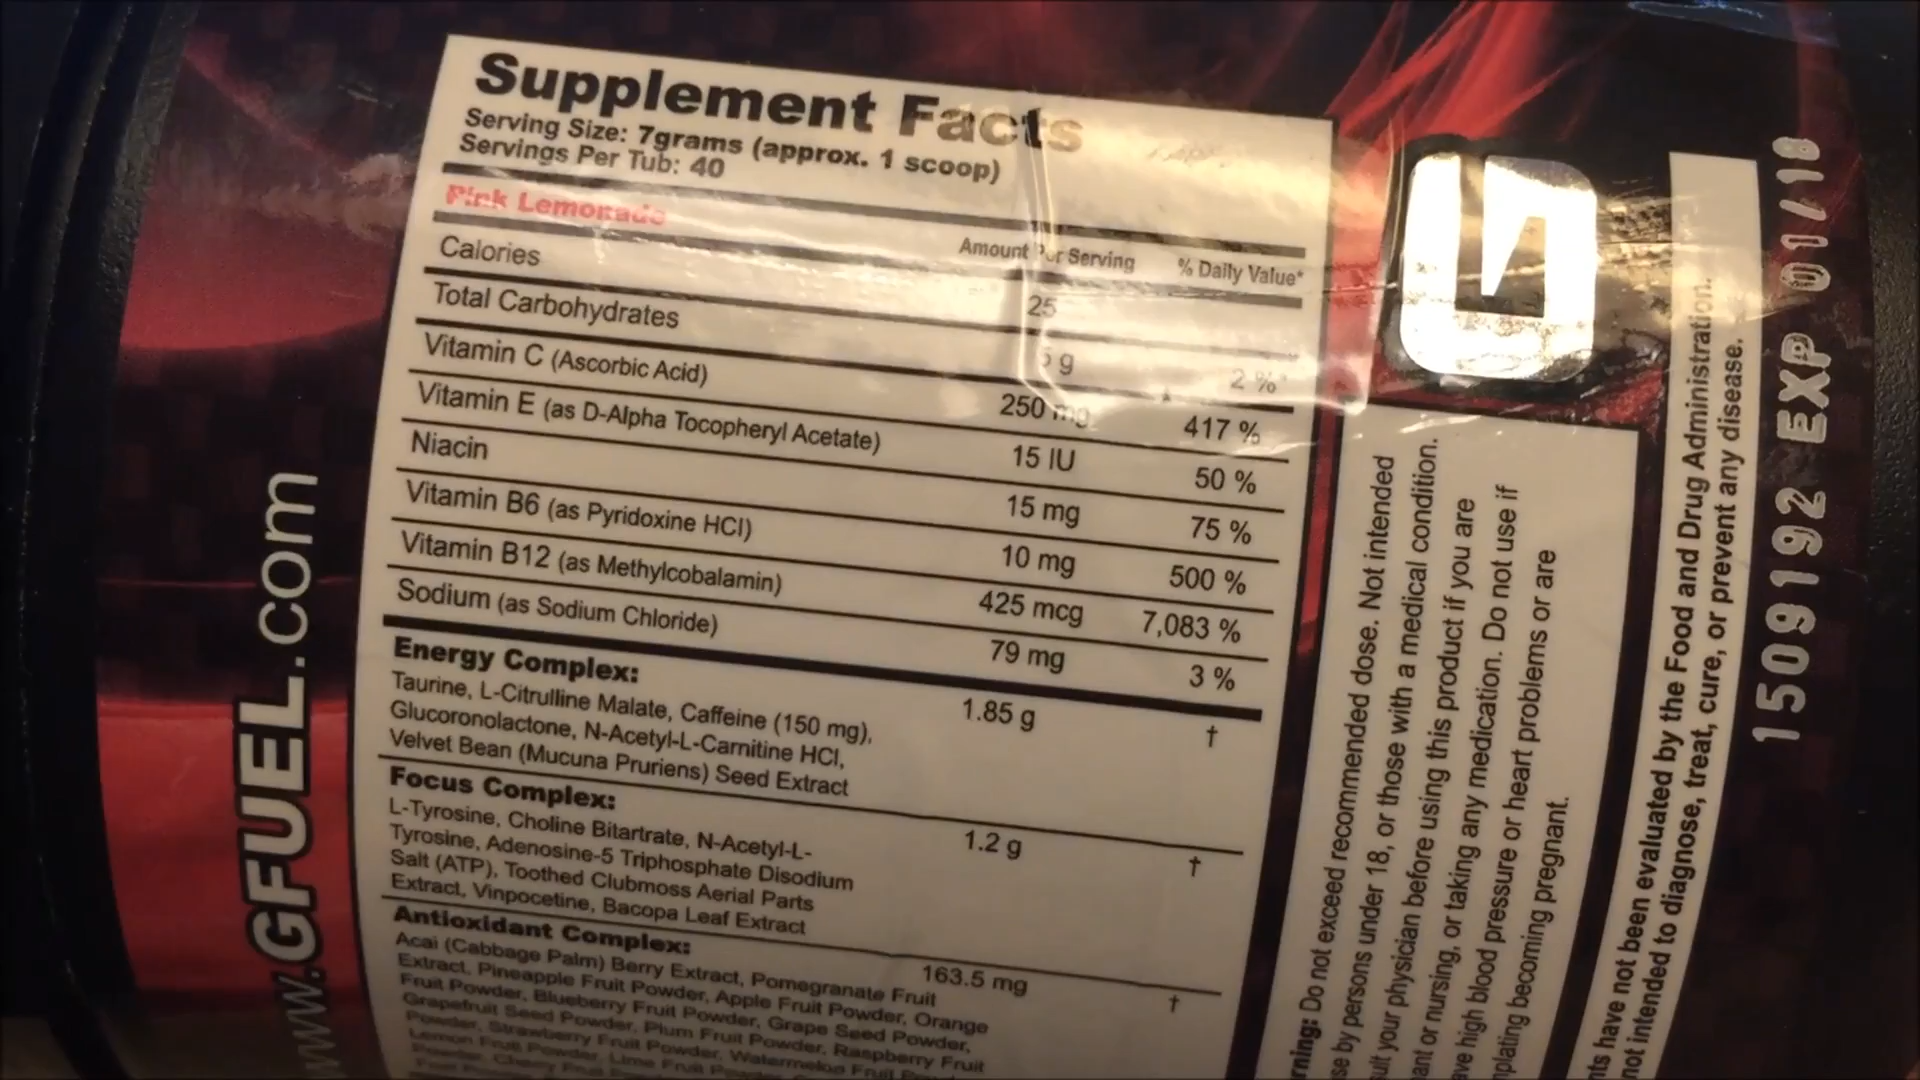 Supplement Facts
Serving Size: 7grams (approx. 1 scoop)
Servings Per Tub: 40
Pink Lemonade
Amount Per Serving % Daily Value*
Calories 25
Total Carbohydrates g 2 %*
Vitamin C (Ascorbic Acid) 250 mg 417 %
Vitamin E (as D-Alpha Tocopheryl Acetate) 15 IU 50 %
Niacin 15 mg 75 %
Vitamin B6 (as Pyridoxine HCl) 10 mg 500 %
Vitamin B12 (as Methylcobalamin) 425 mcg 7,083 %
Sodium (as Sodium Chloride) 79 mg 3 %
Energy Complex: 1.85 g †
Taurine, L-Citrulline Malate, Caffeine (150 mg),
Glucoronolactone, N-Acetyl-L-Carnitine HCl,
Velvet Bean (Mucuna Pruriens) Seed Extract
Focus Complex: 1.2 g †
L-Tyrosine, Choline Bitartrate, N-Acetyl-L-
Tyrosine, Adenosine-5 Triphosphate Disodium
Salt (ATP), Toothed Clubmoss Aerial Parts
Extract, Vinpocetine, Bacopa Leaf Extract
Antioxidant Complex: 163.5 mg †
Acai (Cabbage Palm) Berry Extract, Pomegranate Fruit
Extract, Pineapple Fruit Powder, Apple Fruit Powder, Orange
Fruit Powder, Blueberry Fruit Powder, Grape Seed Powder,
Grapefruit Seed Powder, Plum Fruit Powder, Raspberry Fruit
Powder, Strawberry Fruit Powder, Watermelon Fruit
Lemon Fruit Powder, Lime Fruit Powder,
Powder, Cherry Fruit
www.GFUEL.com
rning: Do not exceed recommended dose. Not intended
se by persons under 18, or those with a medical condition.
sult your physician before using this product if you are
ant or nursing, or taking any medication. Do not use if
ave high blood pressure or heart problems or are
mplating becoming pregnant.
nts have not been evaluated by the Food and Drug Administration.
not intended to diagnose, treat, cure, or prevent any disease.
1509192 EXP 01/18